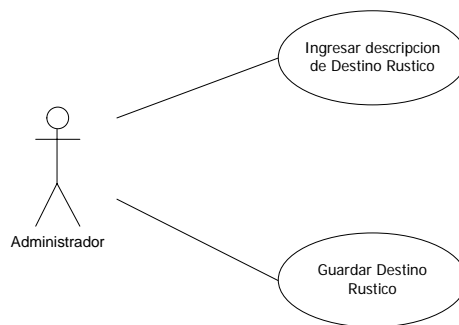 Ingresar descripcion
de Destino Rustico
Administrador
Guardar Destino
Rustico